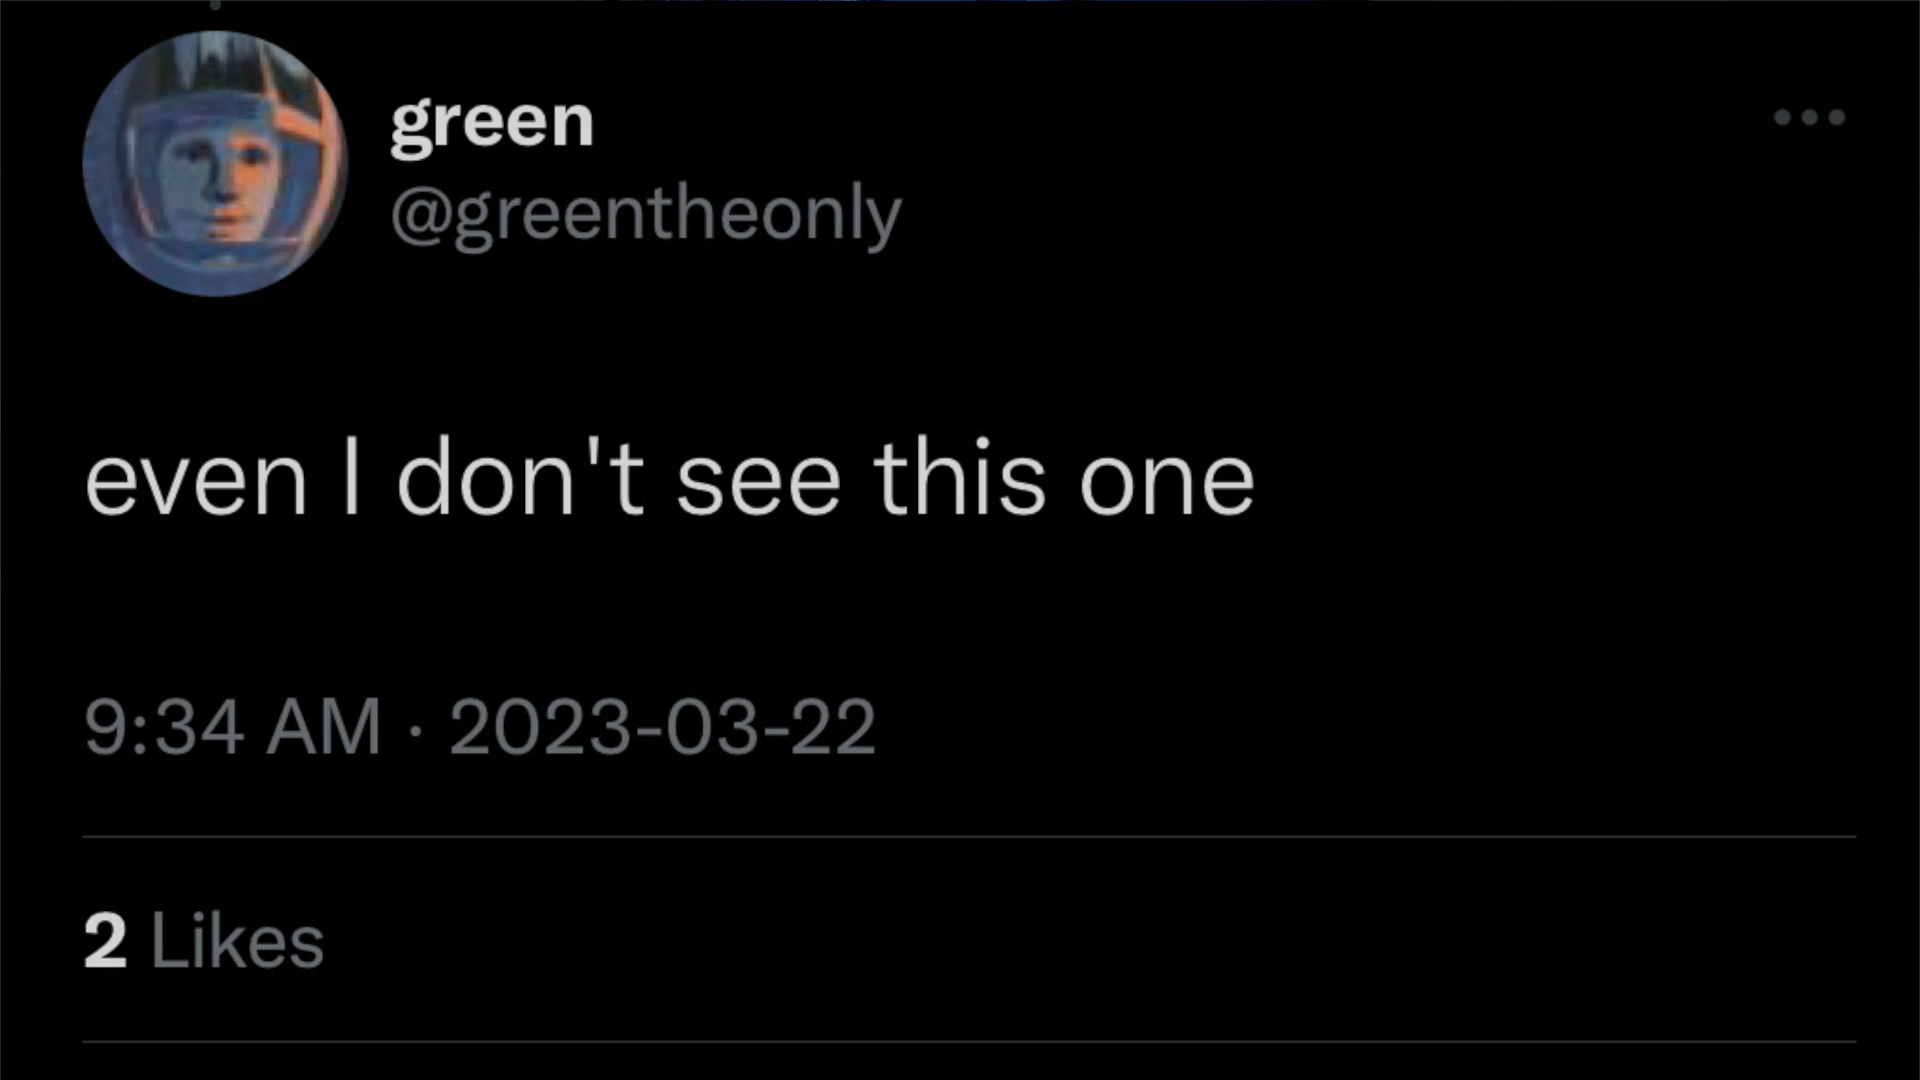 green
@greentheonly
even I don't see this one
9:34 AM · 2023-03-22
2 Likes